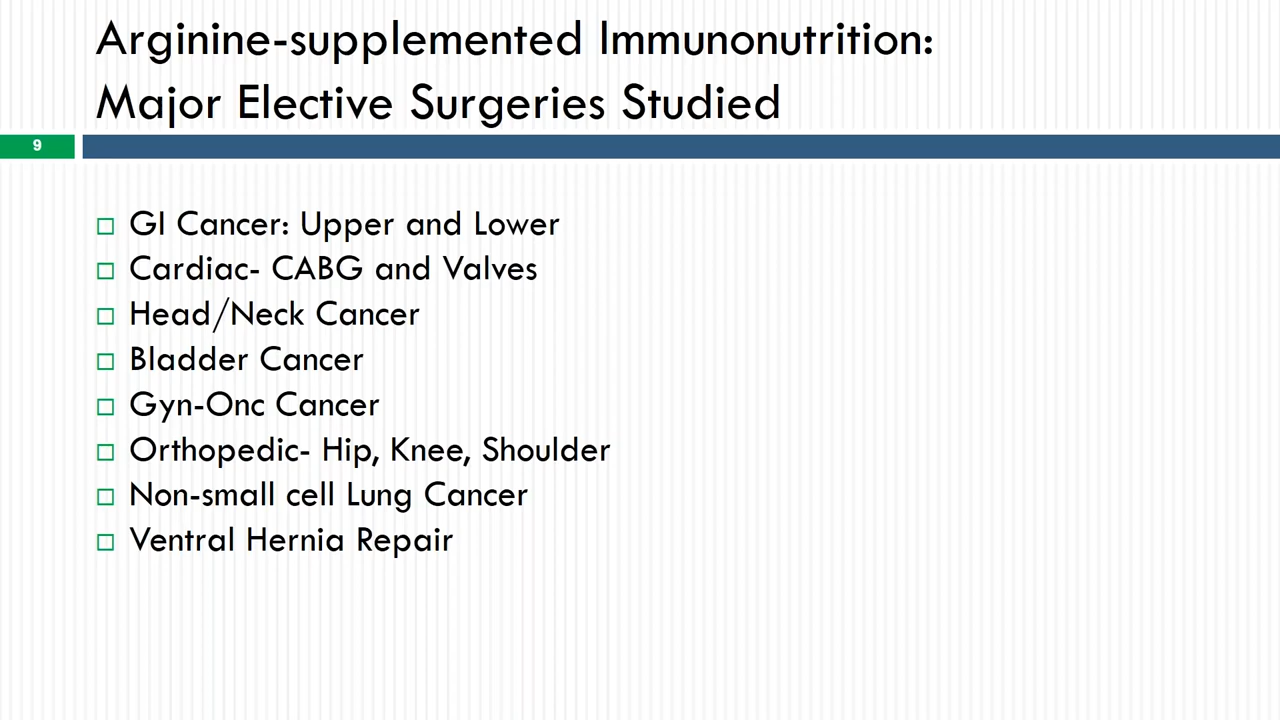 Arginine-supplemented Immunonutrition:
Major Elective Surgeries Studied
9
GI Cancer: Upper and Lower
Cardiac- CABG and Valves
Head/Neck Cancer
Bladder Cancer
Gyn-Onc Cancer
Orthopedic- Hip, Knee, Shoulder
Non-small cell Lung Cancer
Ventral Hernia Repair